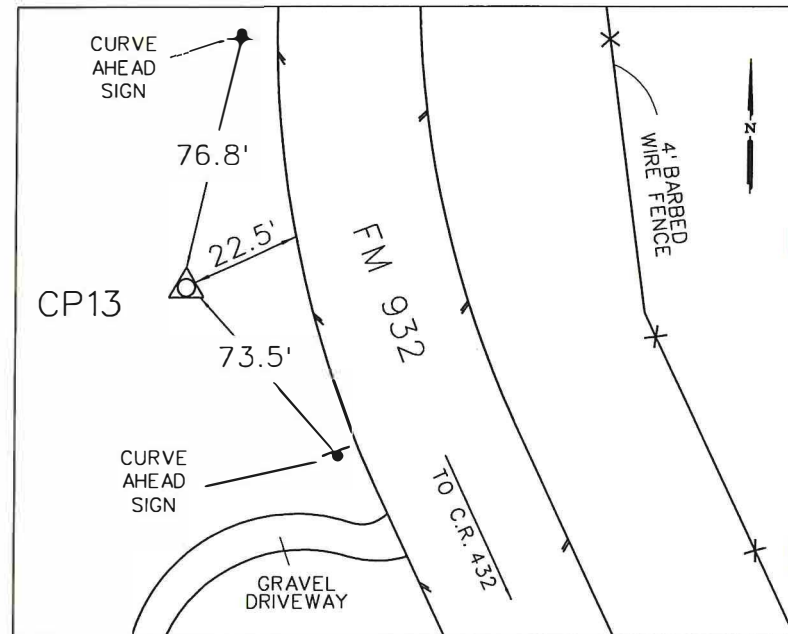 CURVE
AHEAD
SIGN
76.8'
N
4' BARBED
WIRE FENCE
22.5'
FM 932
CP13
73.5'
CURVE
AHEAD
SIGN
TO C.R. 432
GRAVEL
DRIVEWAY